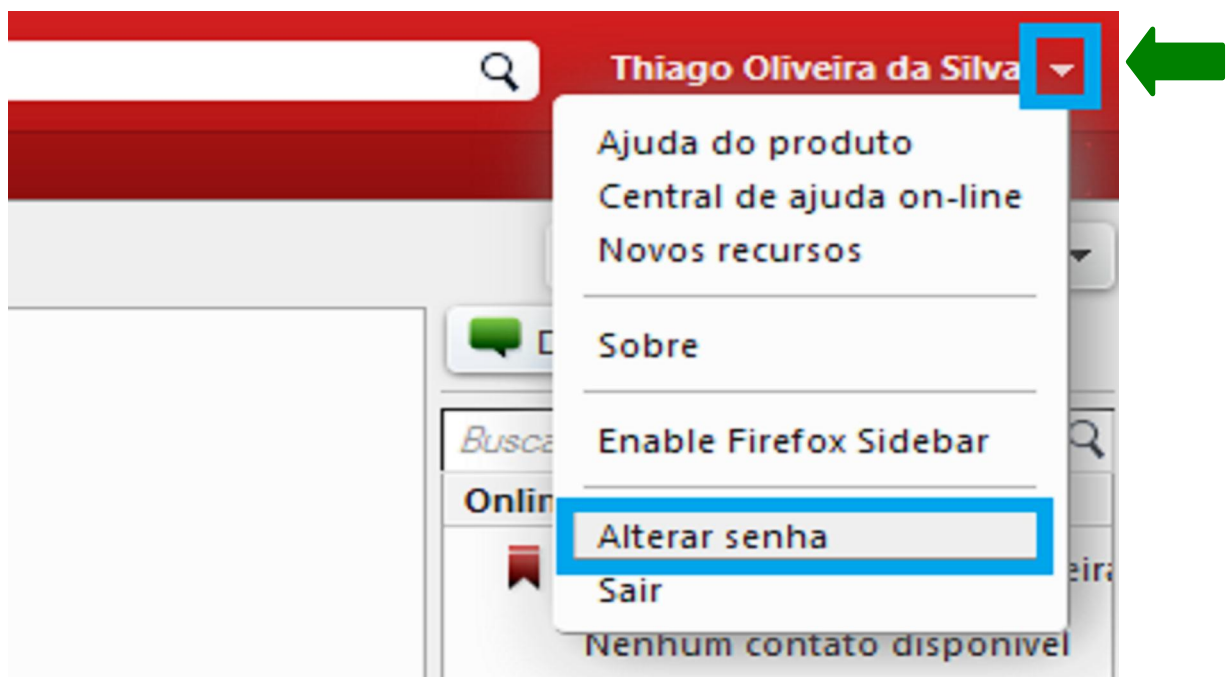 Thiago Oliveira da Silva
Ajuda do produto
Central de ajuda on-line
Novos recursos
Sobre
Busca
Enable Firefox Sidebar
Alterar senha
Sair
Nenhum contato disponível